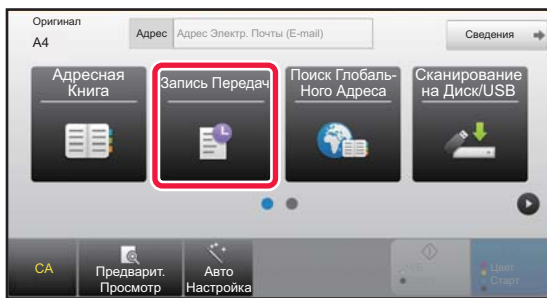 Оригинал
A4
Адрес
Адрес Электр. Почты (E-mail)
Сведения
Адресная
Книга
Запись Передач
Поиск Глобаль-
Ного Адреса
Сканирование
на Диск/USB
CA
Предварит.
Просмотр
Авто
Настройка
Цвет
Старт